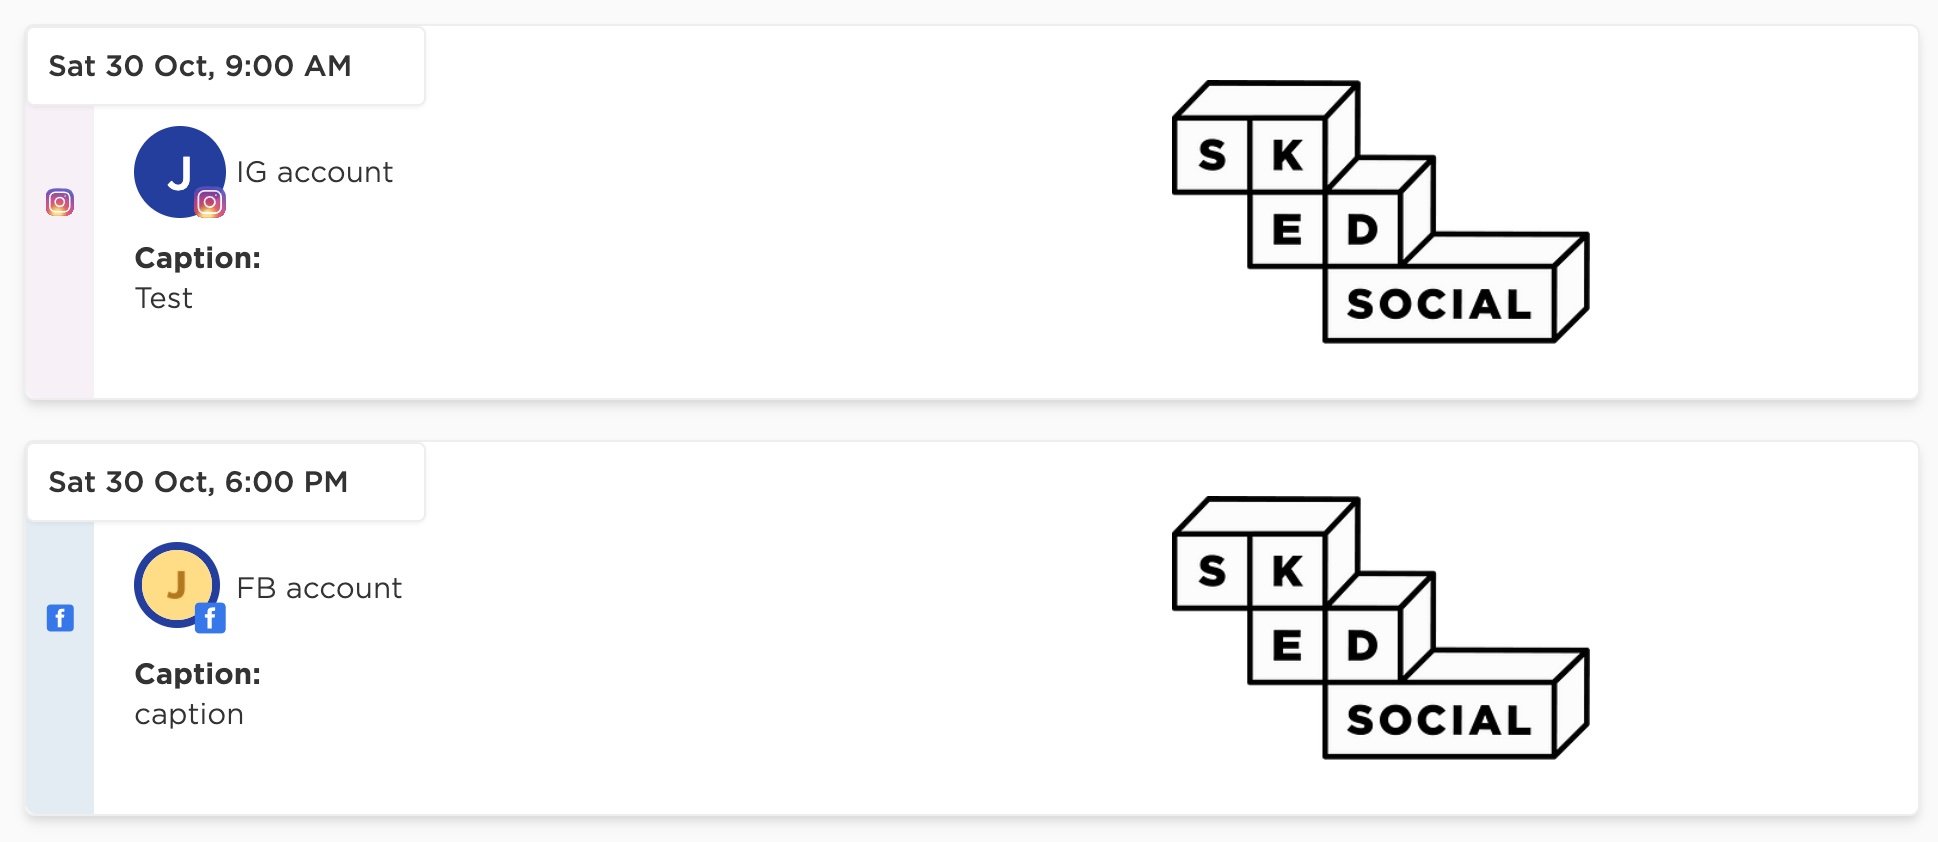 Sat 30 Oct, 9:00 AM
J
IG account
Caption:
Test
S K
E D
SOCIAL
Sat 30 Oct, 6:00 PM
f
J
f
FB account
Caption:
caption
S K
E D
SOCIAL